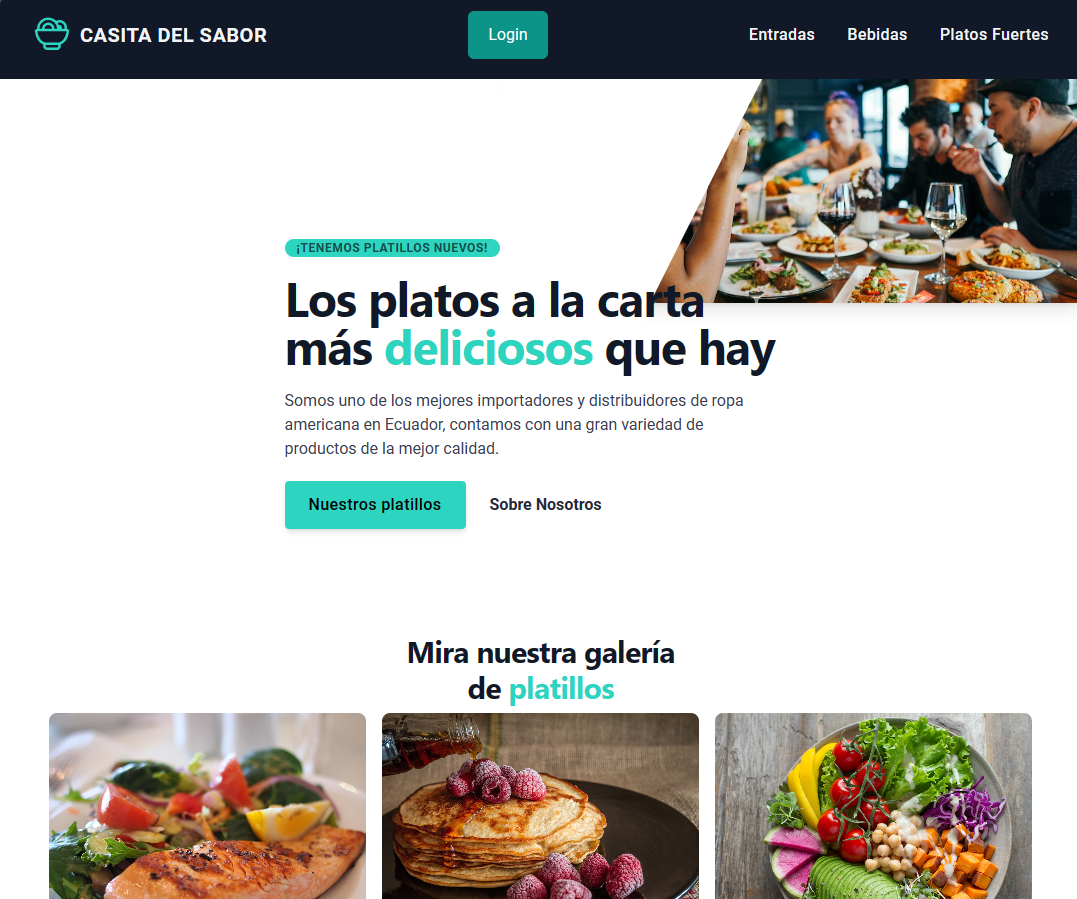 CASITA DEL SABOR
Login
Entradas
Bebidas
Platos Fuertes
¡TENEMOS PLATILLOS NUEVOS!
Los platos a la carta
más deliciosos que hay
Somos uno de los mejores importadores y distribuidores de ropa
americana en Ecuador, contamos con una gran variedad de
productos de la mejor calidad.
Nuestros platillos
Sobre Nosotros
Mira nuestra galería
de platillos